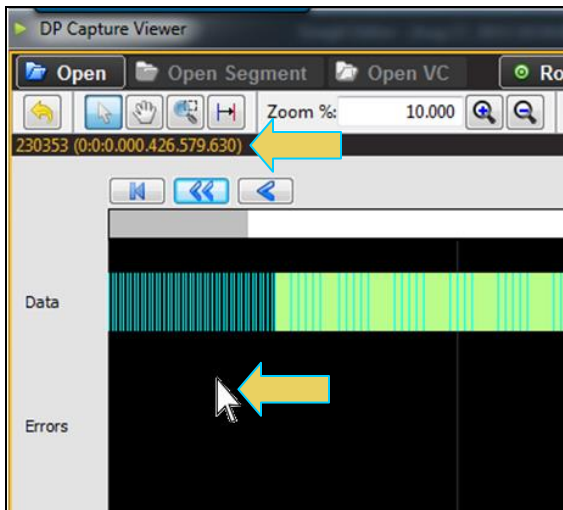 DP Capture Viewer
Open Open Segment Open VC Ro
Zoom %: 10.000
230353 (0:0:0.000.426.579.630)
Data
Errors